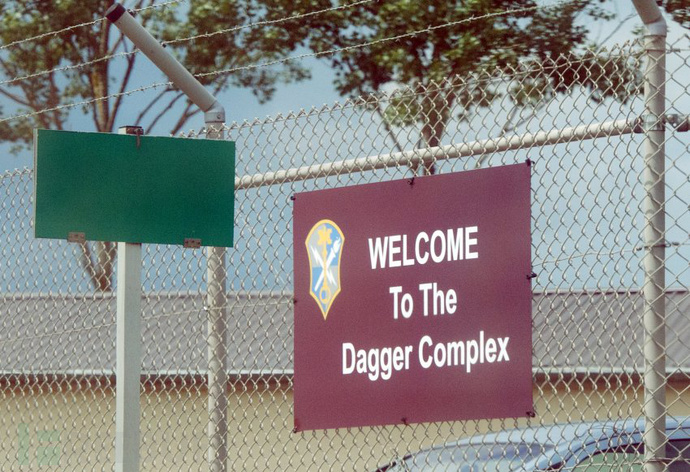 WELCOME
To The
Dagger Complex